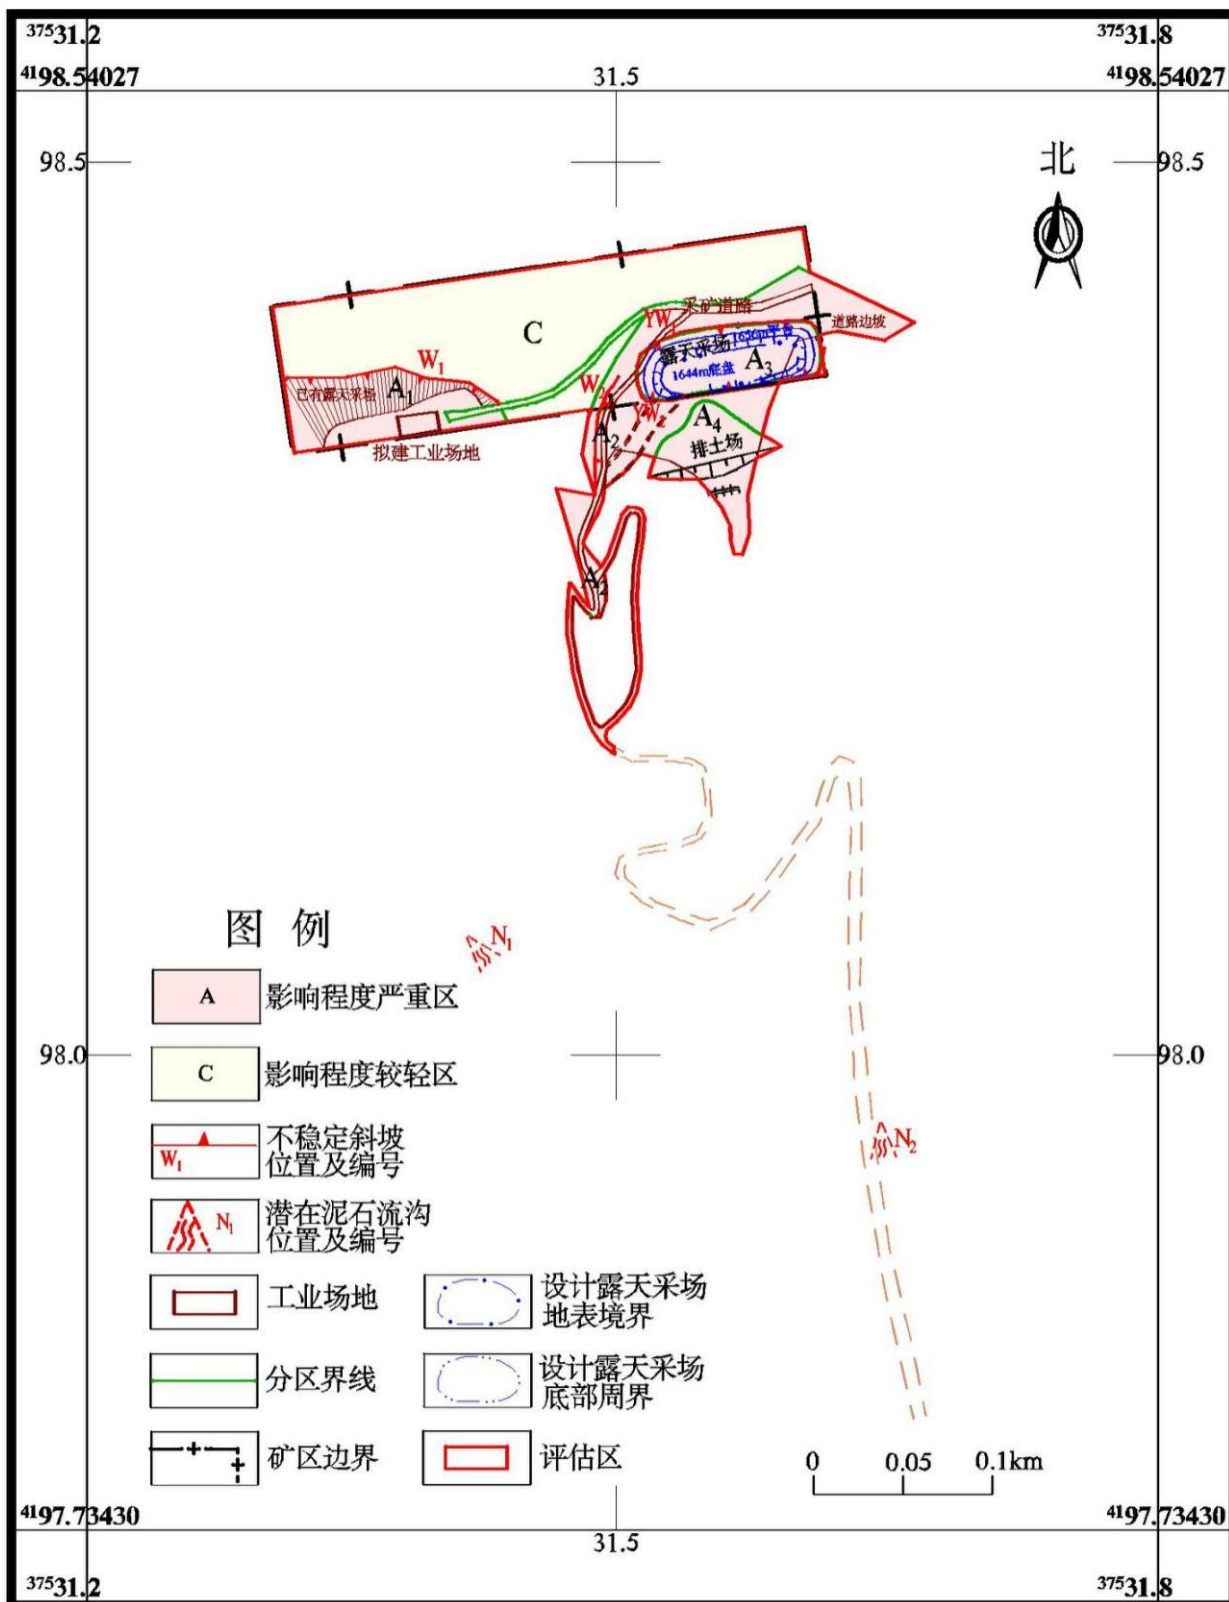 ³⁷⁵31.2
³⁷⁵31.8
⁴¹98.54027
31.5
⁴¹98.54027
98.5
98.5
北
采矿道路
YW₁
道路边坡
1656m平台
露天采场
C
A₃
1644m底盘
W₁
W₂
A₁
已有露天采场
A₄
A₂
排土场
拟建工业场地
A₂
图 例
N₁
A
影响程度严重区
98.0
98.0
C
影响程度较轻区
不稳定斜坡
位置及编号
W₁
N₂
潜在泥石流沟
位置及编号
N₁
工业场地
设计露天采场
地表境界
分区界线
设计露天采场
底部周界
矿区边界
评估区
0
0.05
0.1km
⁴¹97.73430
31.5
⁴¹97.73430
³⁷⁵31.2
³⁷⁵31.8